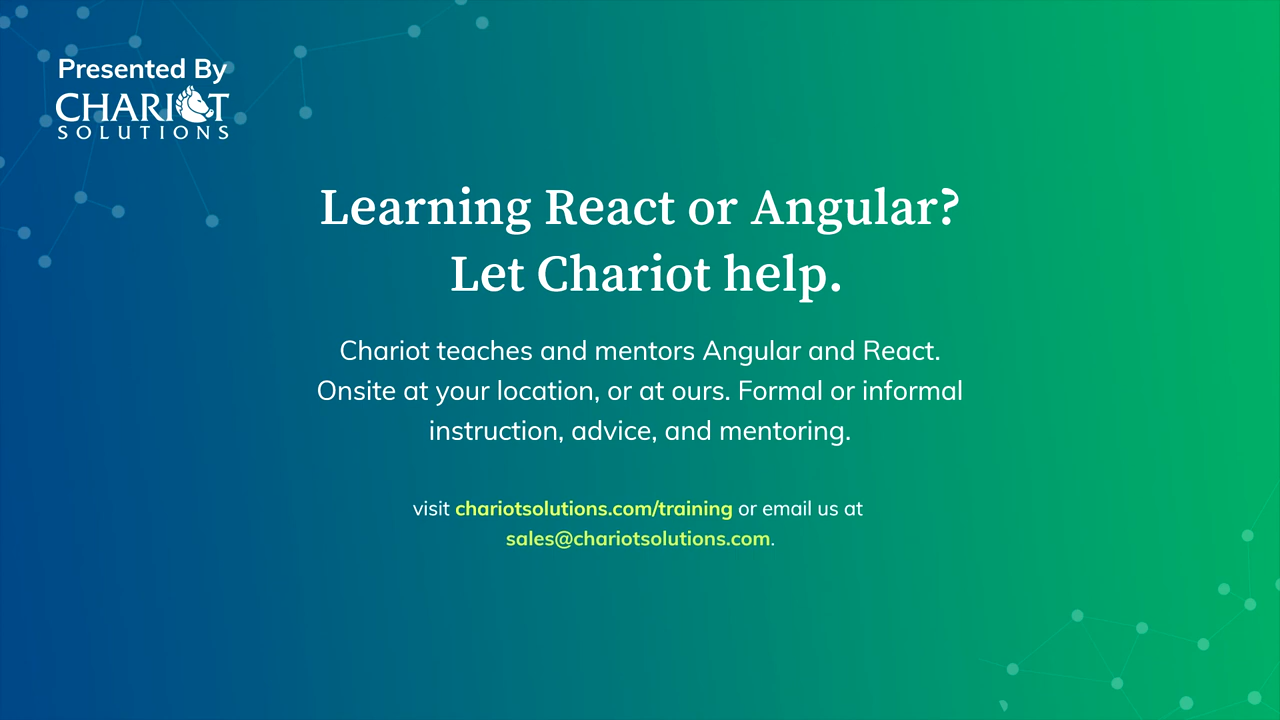 Presented By
CHARIOT
SOLUTIONS
Learning React or Angular?
Let Chariot help.
Chariot teaches and mentors Angular and React.
Onsite at your location, or at ours. Formal or informal
instruction, advice, and mentoring.
visit chariotsolutions.com/training or email us at
sales@chariotsolutions.com.